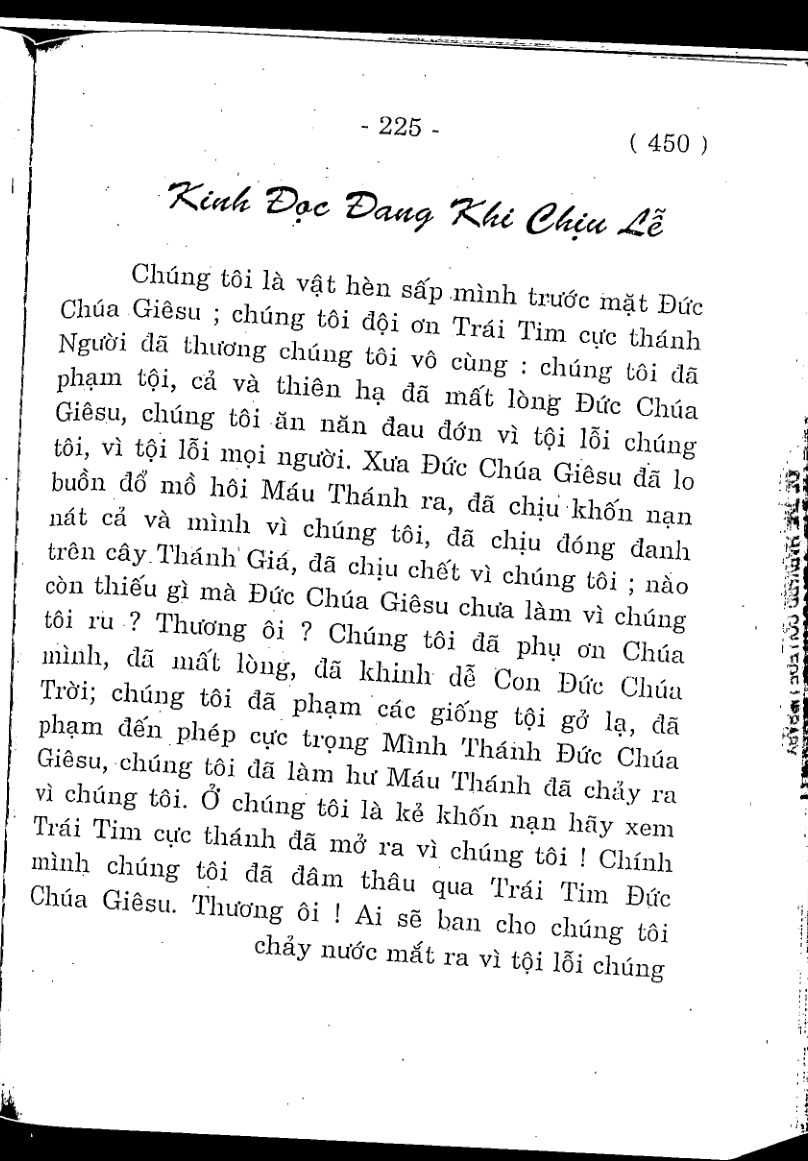 - 225 -
( 450 )
Kinh Đọc Đang Khi Chịu Lễ
Chúng tôi là vật hèn sấp mình trước mặt Đức
Chúa Giêsu ; chúng tôi đội ơn Trái Tim cực thánh
Người đã thương chúng tôi vô cùng : chúng tôi đã
phạm tội, cả và thiên hạ đã mất lòng Đức Chúa
Giêsu, chúng tôi ăn năn đau đớn vì tội lỗi chúng
tôi, vì tội lỗi mọi người. Xưa Đức Chúa Giêsu đã lo
buồn đổ mồ hôi Máu Thánh ra, đã chịu khốn nạn
nát cả và mình vì chúng tôi, đã chịu đóng đanh
trên cây Thánh Giá, đã chịu chết vì chúng tôi ; nào
còn thiếu gì mà Đức Chúa Giêsu chưa làm vì chúng
tôi ru ? Thương ôi ? Chúng tôi đã phụ ơn Chúa
mình, đã mất lòng, đã khinh dễ Con Đức Chúa
Trời; chúng tôi đã phạm các giống tội gở lạ, đã
phạm đến phép cực trọng Mình Thánh Đức Chúa
Giêsu, chúng tôi đã làm hư Máu Thánh đã chảy ra
vì chúng tôi. Ở chúng tôi là kẻ khốn nạn hãy xem
Trái Tim cực thánh đã mở ra vì chúng tôi ! Chính
mình chúng tôi đã đâm thâu qua Trái Tim Đức
Chúa Giêsu. Thương ôi ! Ai sẽ ban cho chúng tôi
chảy nước mắt ra vì tội lỗi chúng